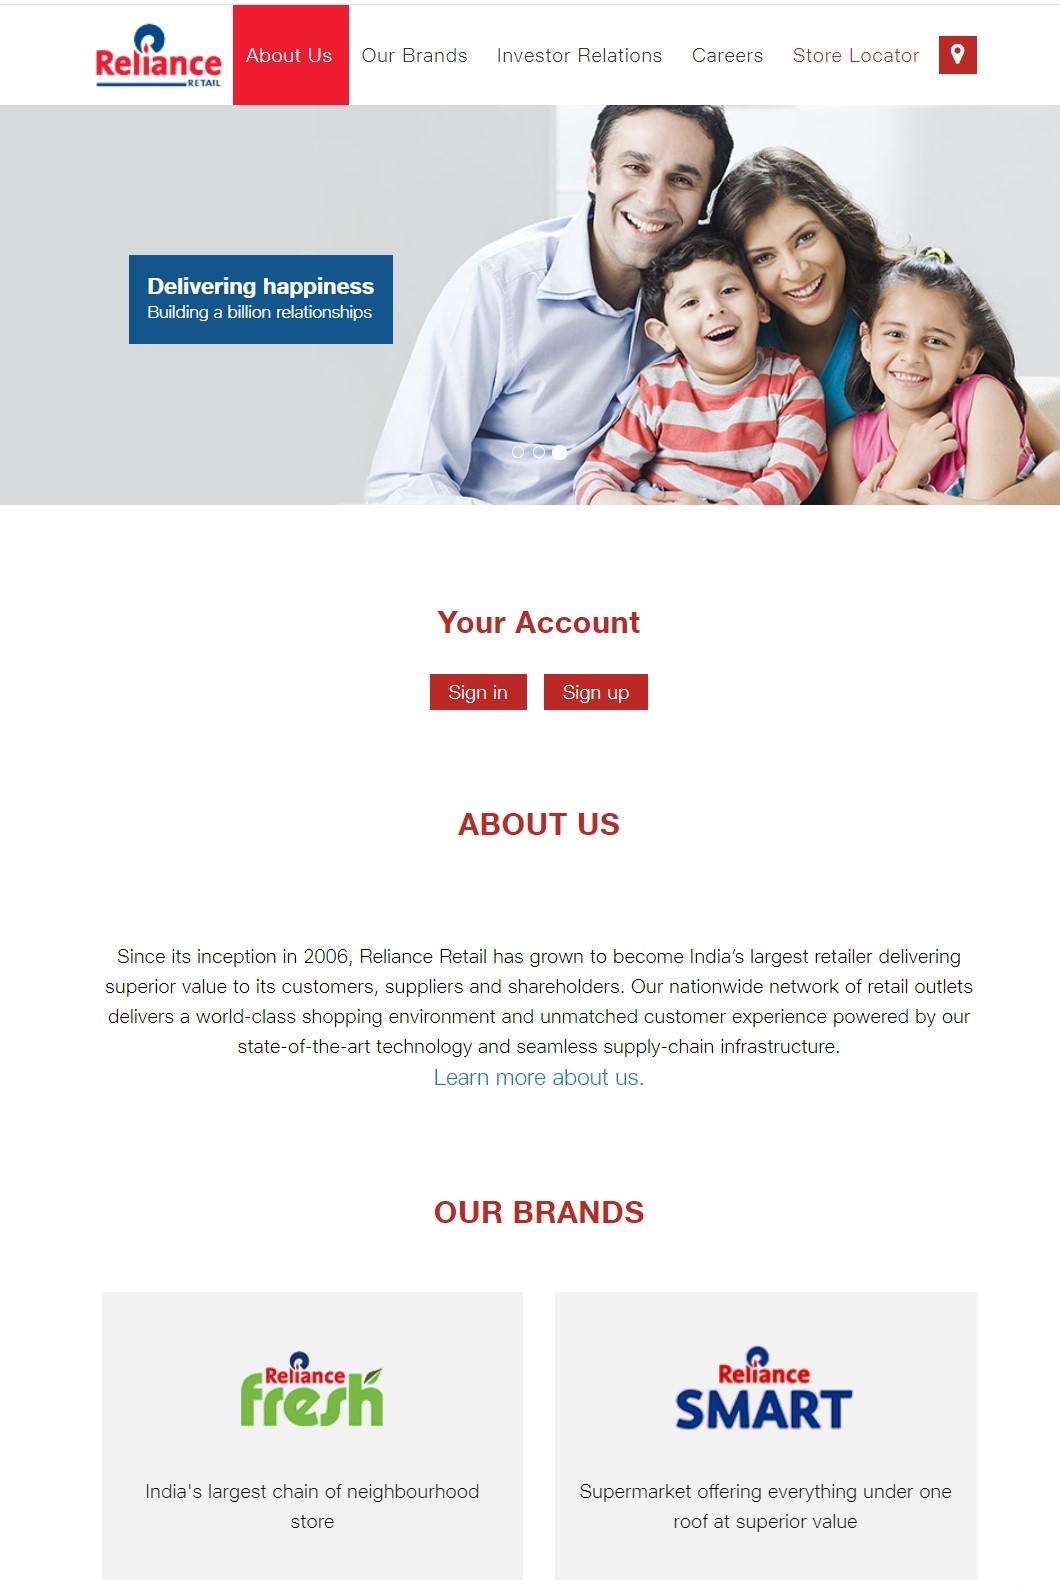 Reliance
RETAIL
About Us
Our Brands
Investor Relations
Careers
Store Locator
Delivering happiness
Building a billion relationships
Your Account
Sign in
Sign up
ABOUT US
Since its inception in 2006, Reliance Retail has grown to become India’s largest retailer delivering
superior value to its customers, suppliers and shareholders. Our nationwide network of retail outlets
delivers a world-class shopping environment and unmatched customer experience powered by our
state-of-the-art technology and seamless supply-chain infrastructure.
Learn more about us.
OUR BRANDS
Reliance
fresh
India's largest chain of neighbourhood
store
Reliance
SMART
Supermarket offering everything under one
roof at superior value